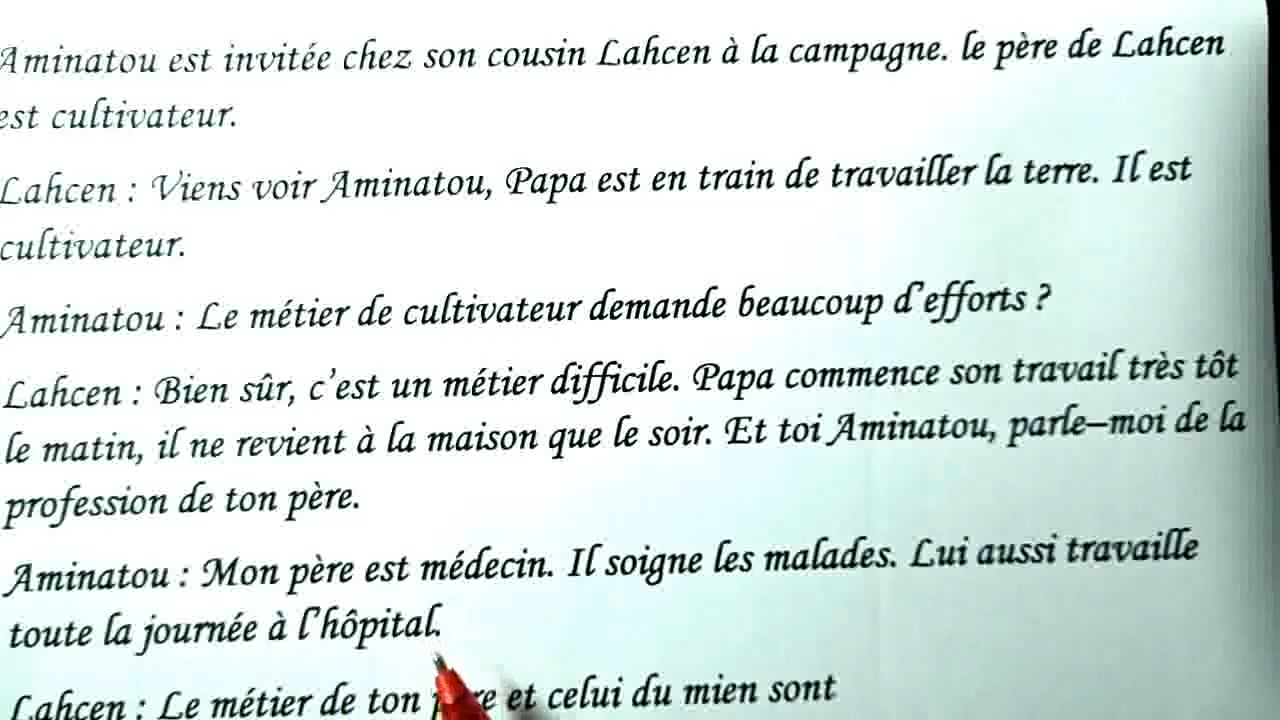 Aminatou est invitée chez son cousin Lahcen à la campagne. le père de Lahcen
est cultivateur.
Lahcen : Viens voir Aminatou, Papa est en train de travailler la terre. Il est
cultivateur.
Aminatou : Le métier de cultivateur demande beaucoup d'efforts ?
Lahcen : Bien sûr, c'est un métier difficile. Papa commence son travail très tôt
le matin, il ne revient à la maison que le soir. Et toi Aminatou, parle–moi de la
profession de ton père.
Aminatou : Mon père est médecin. Il soigne les malades. Lui aussi travaille
toute la journée à l'hôpital.
Lahcen : Le métier de ton père et celui du mien sont